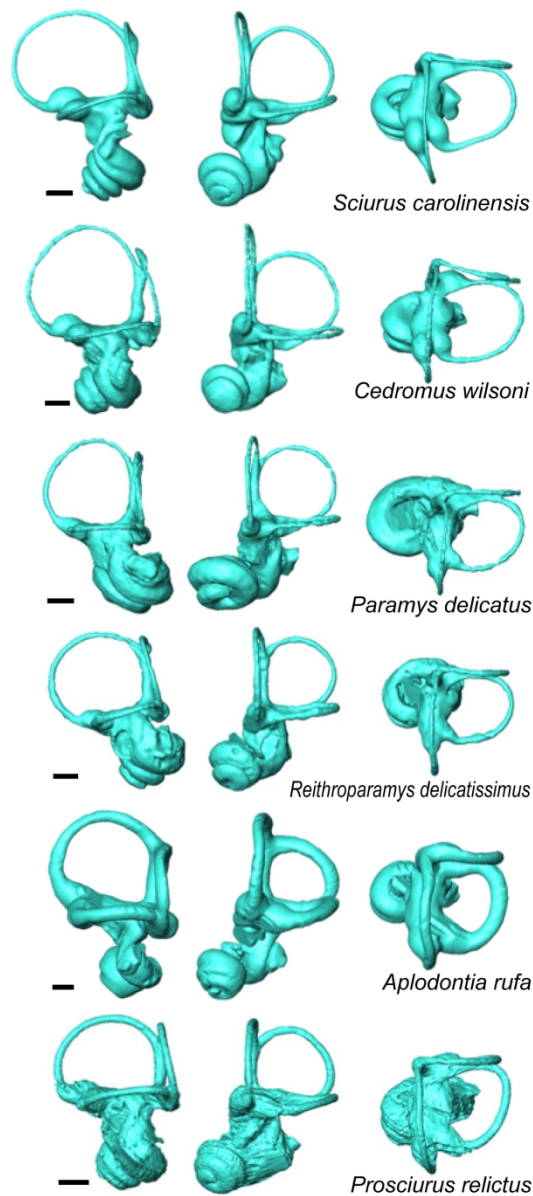 Sciurus carolinensis
Cedromus wilsoni
Paramys delicatus
Reithroparamys delicatissimus
Aplodontia rufa
Prosciurus relictus